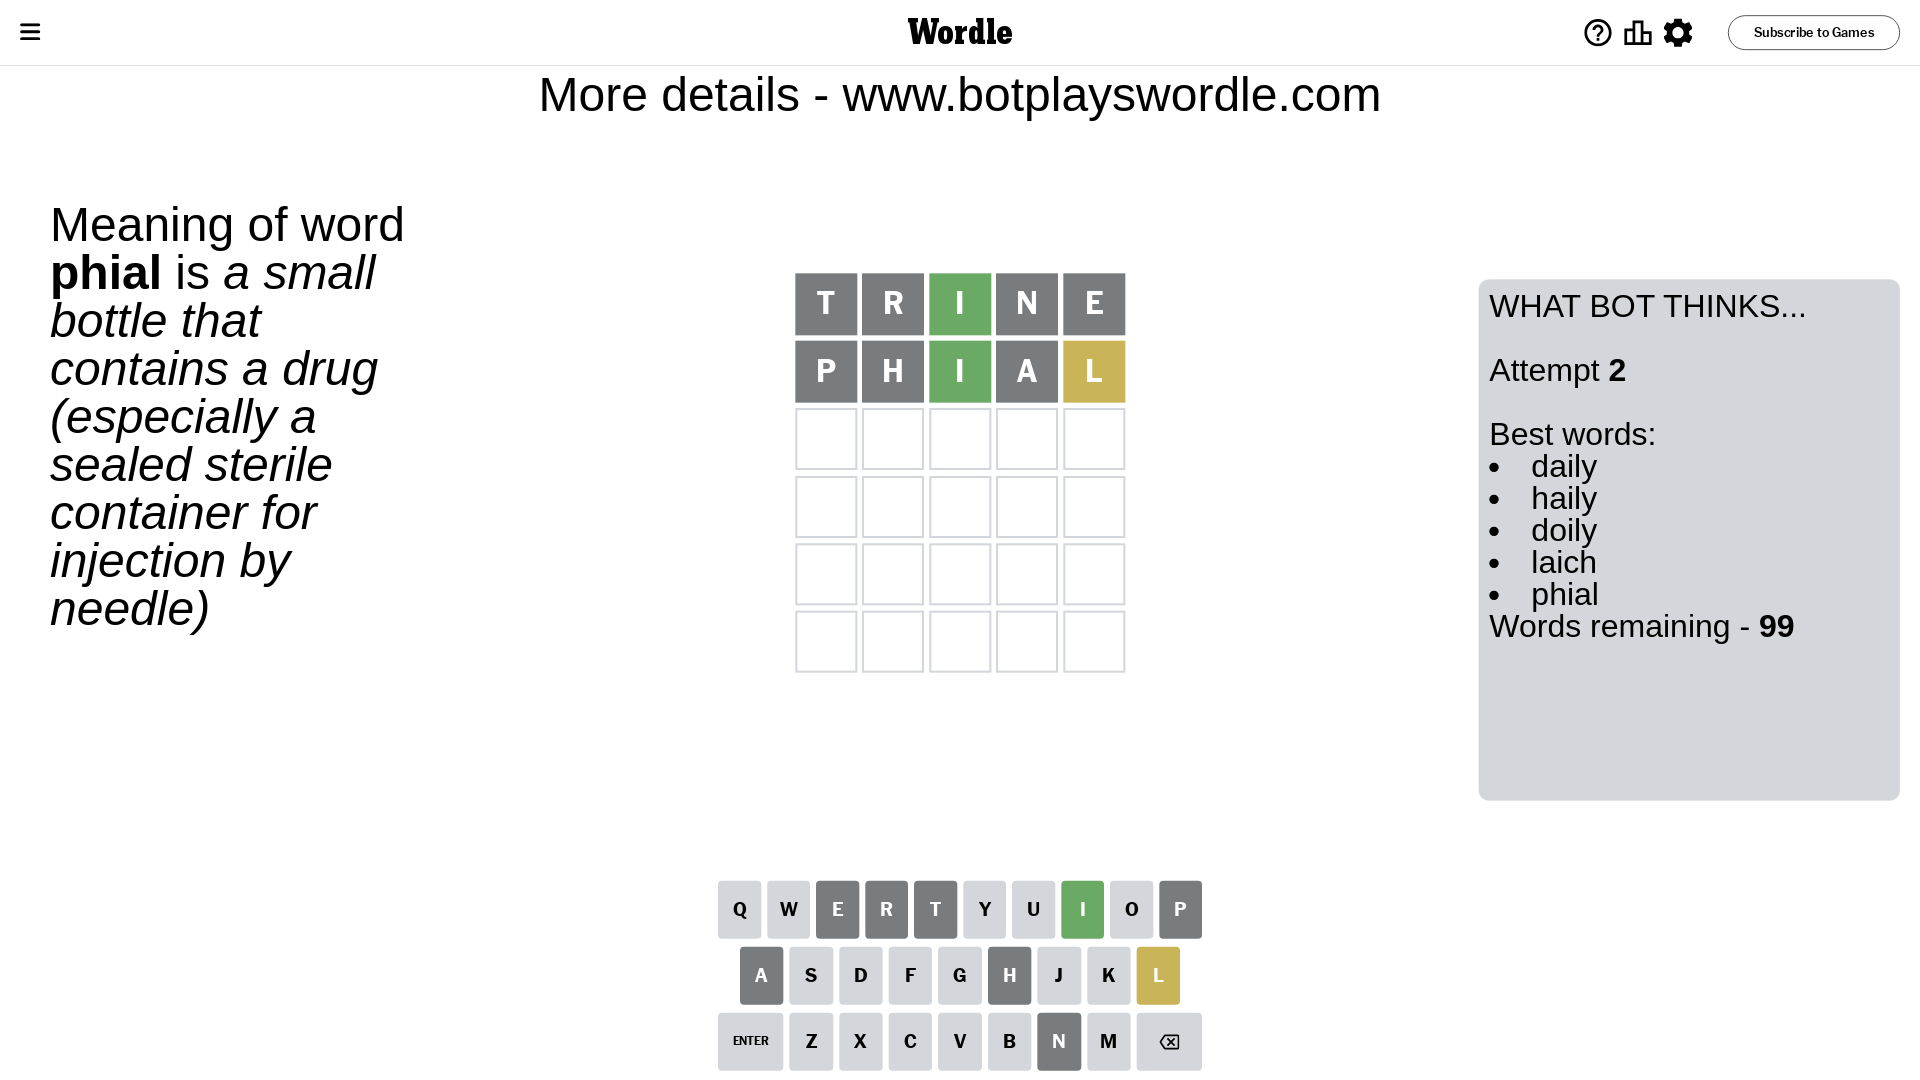 Wordle
Subscribe to Games
More details - www.botplayswordle.com
Meaning of word
phial is a small
bottle that
contains a drug
(especially a
sealed sterile
container for
injection by
needle)
T R I N E
P H I A L
WHAT BOT THINKS...
Attempt 2
Best words:
• daily
• haily
• doily
• laich
• phial
Words remaining - 99
Q W E R T Y U I O P
A S D F G H J K L
ENTER Z X C V B N M